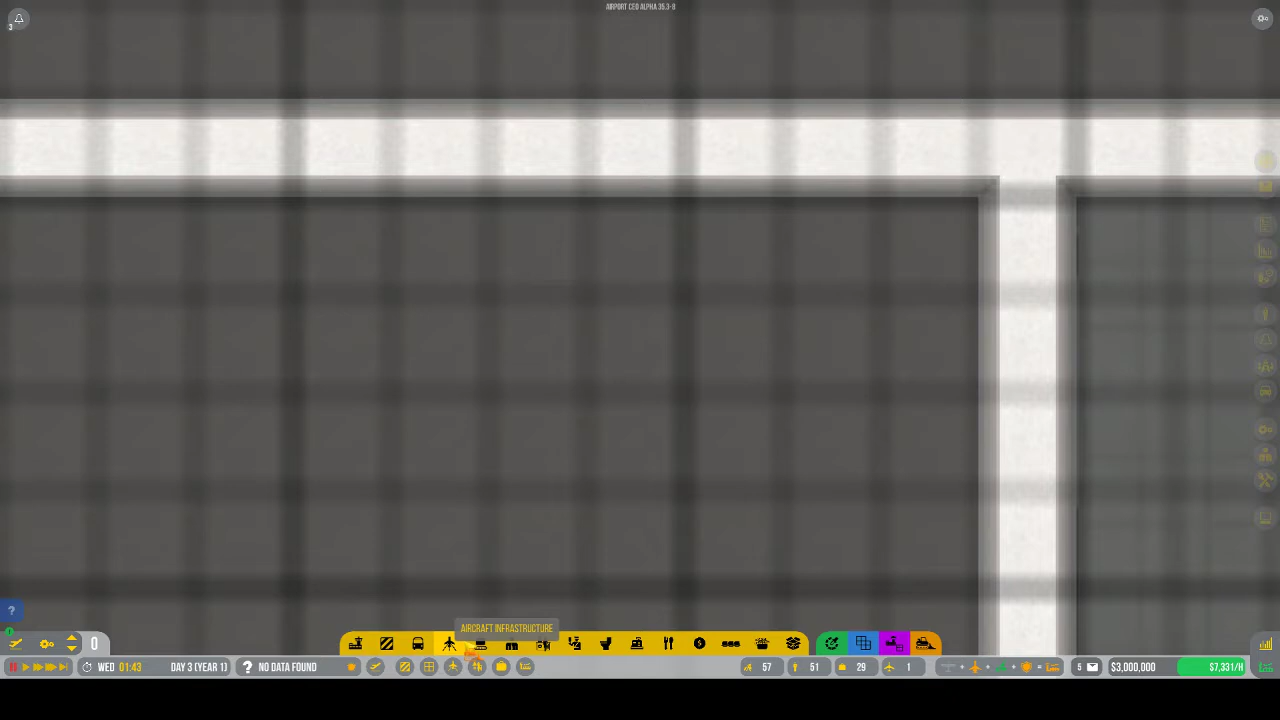 AIRPORT CEO ALPHA 35.3-8
3
AIRCRAFT INFRASTRUCTURE
0
WED 01:43
DAY 3 (YEAR 1)
? NO DATA FOUND
57
51
29
1
+ + + =
5
$3,000,000
$7,331/H
?